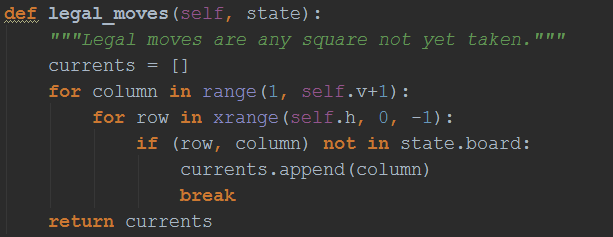 def legal_moves(self, state):
    """Legal moves are any square not yet taken."""
    currents = []
    for column in range(1, self.v+1):
        for row in xrange(self.h, 0, -1):
            if (row, column) not in state.board:
                currents.append(column)
                break
    return currents